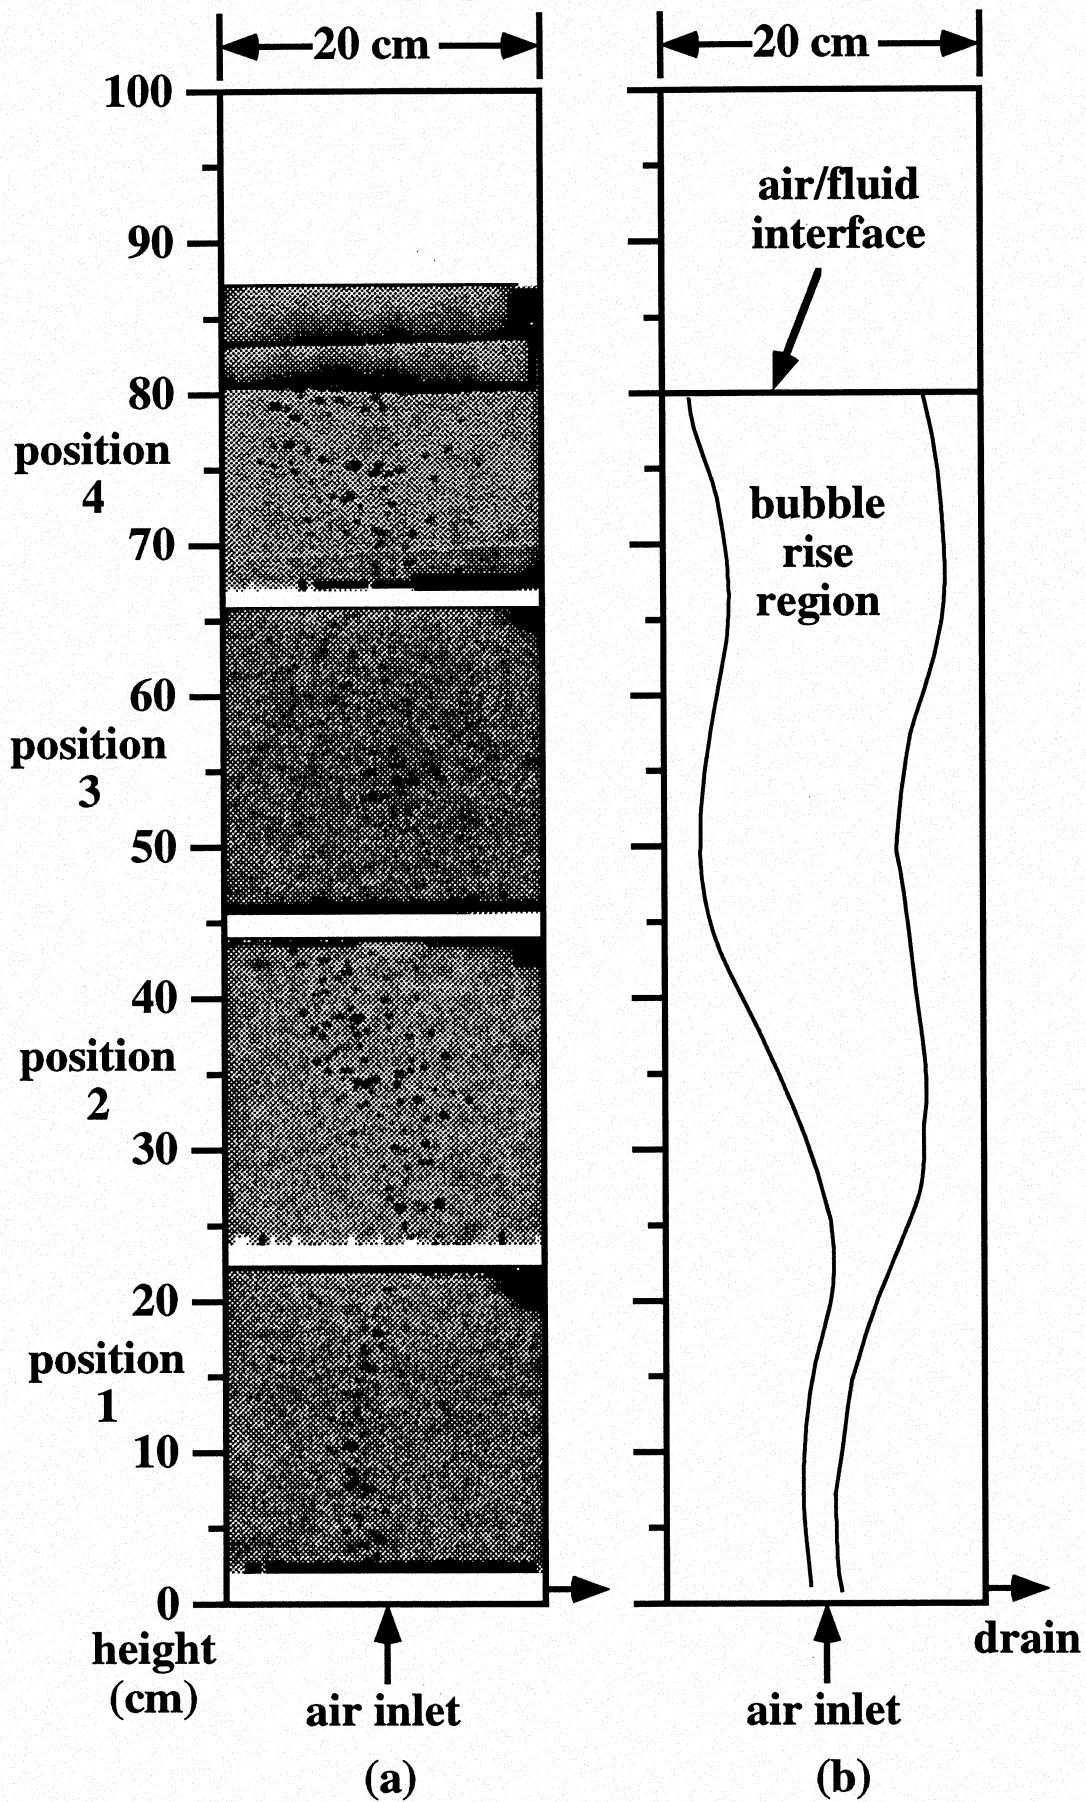 20 cm
20 cm
100
90
80
position
4
70
60
position
3
50
40
position
2
30
20
position
1
10
0
height
(cm)
air inlet
(a)
air/fluid
interface
bubble
rise
region
drain
air inlet
(b)